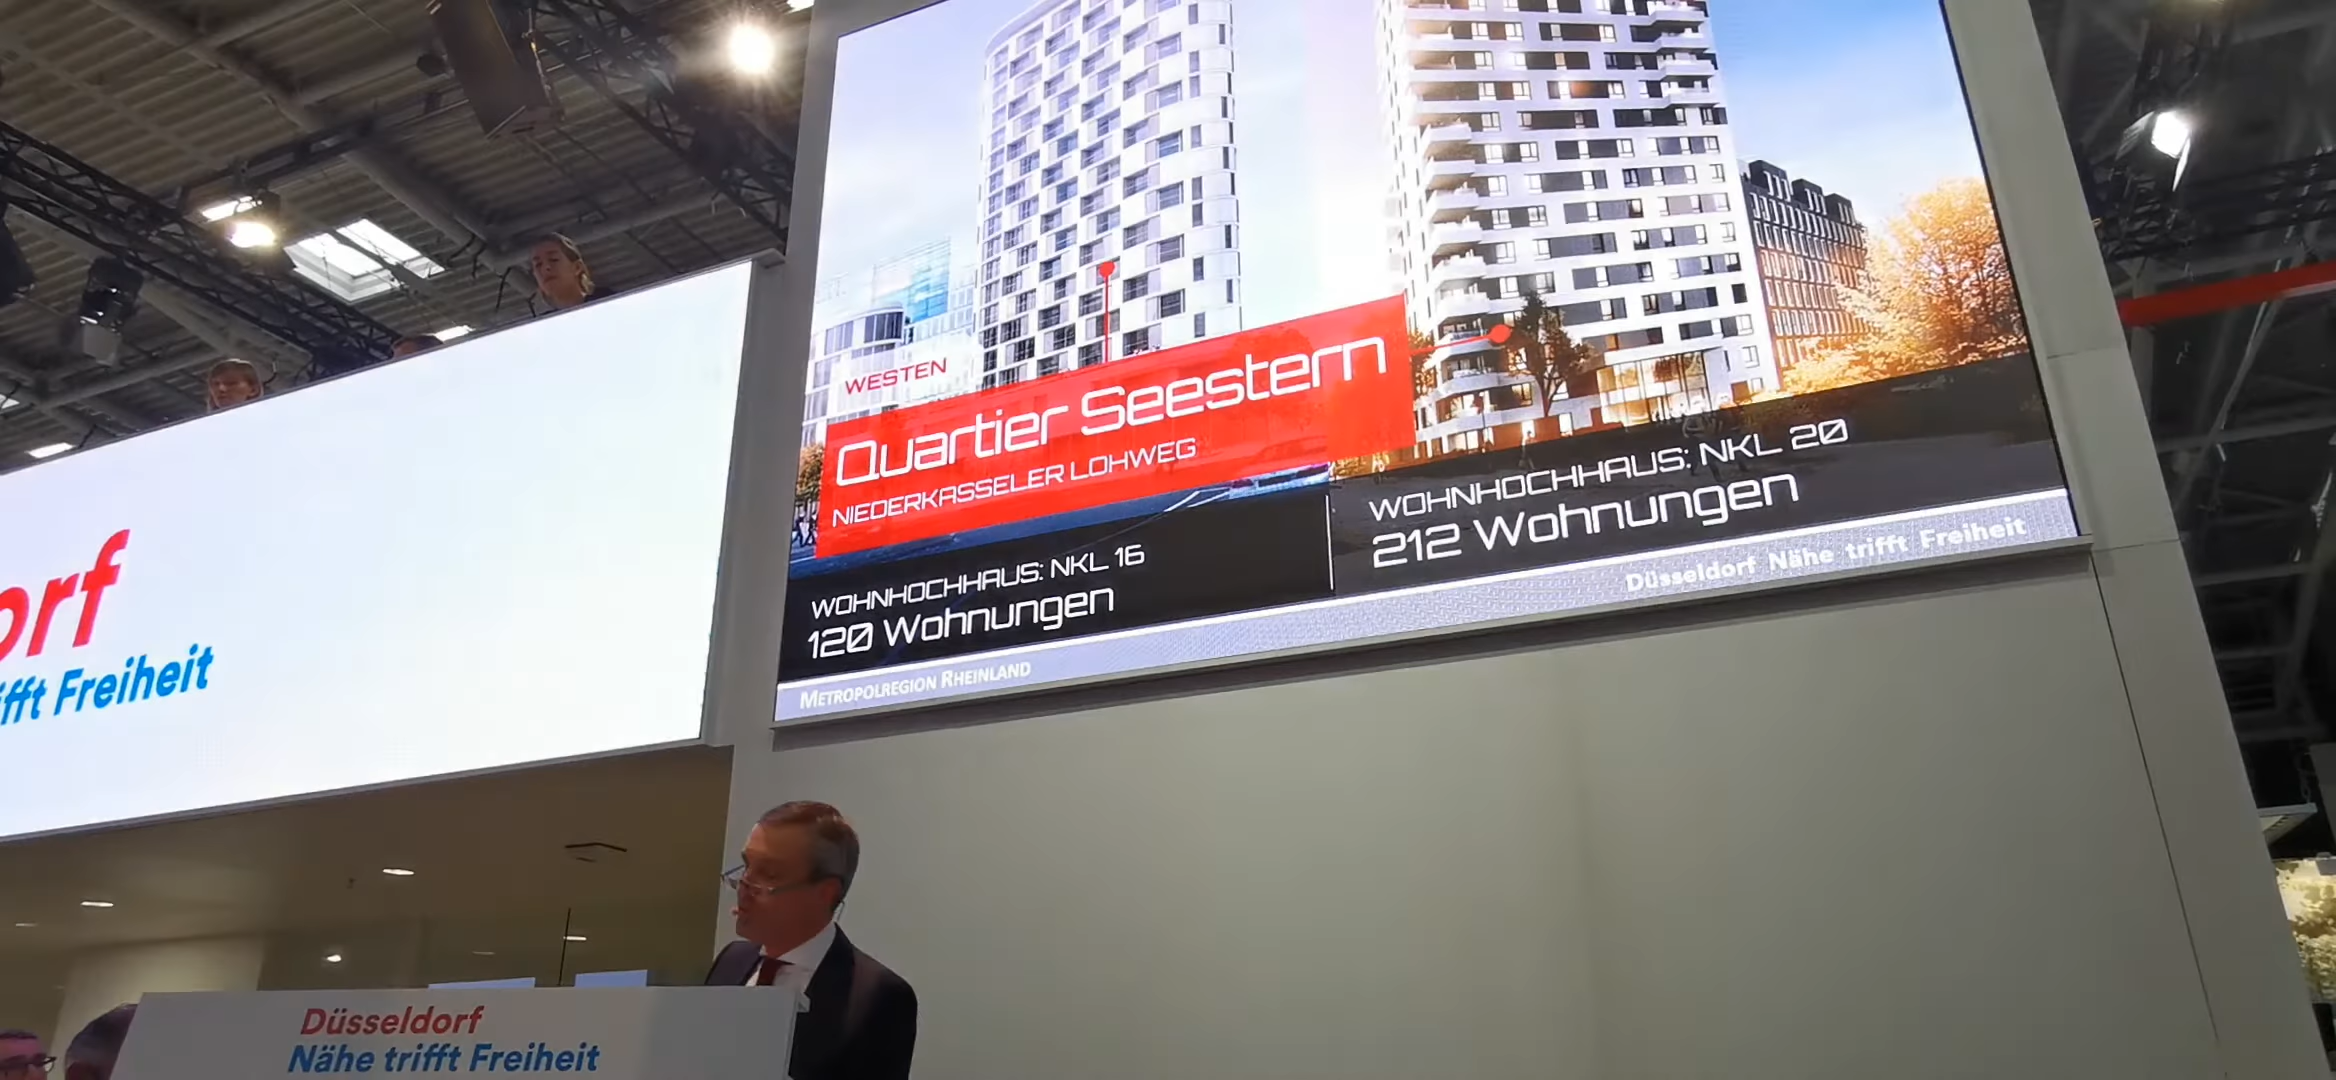 orf
ifft Freiheit
WESTEN
Quartier Seestern
NIEDERKASSELER LOHWEG
WOHNHOCHHAUS: NKL 16
120 Wohnungen
WOHNHOCHHAUS: NKL 20
212 Wohnungen
Düsseldorf Nähe trifft Freiheit
METROPOLREGION RHEINLAND
Düsseldorf
Nähe trifft Freiheit